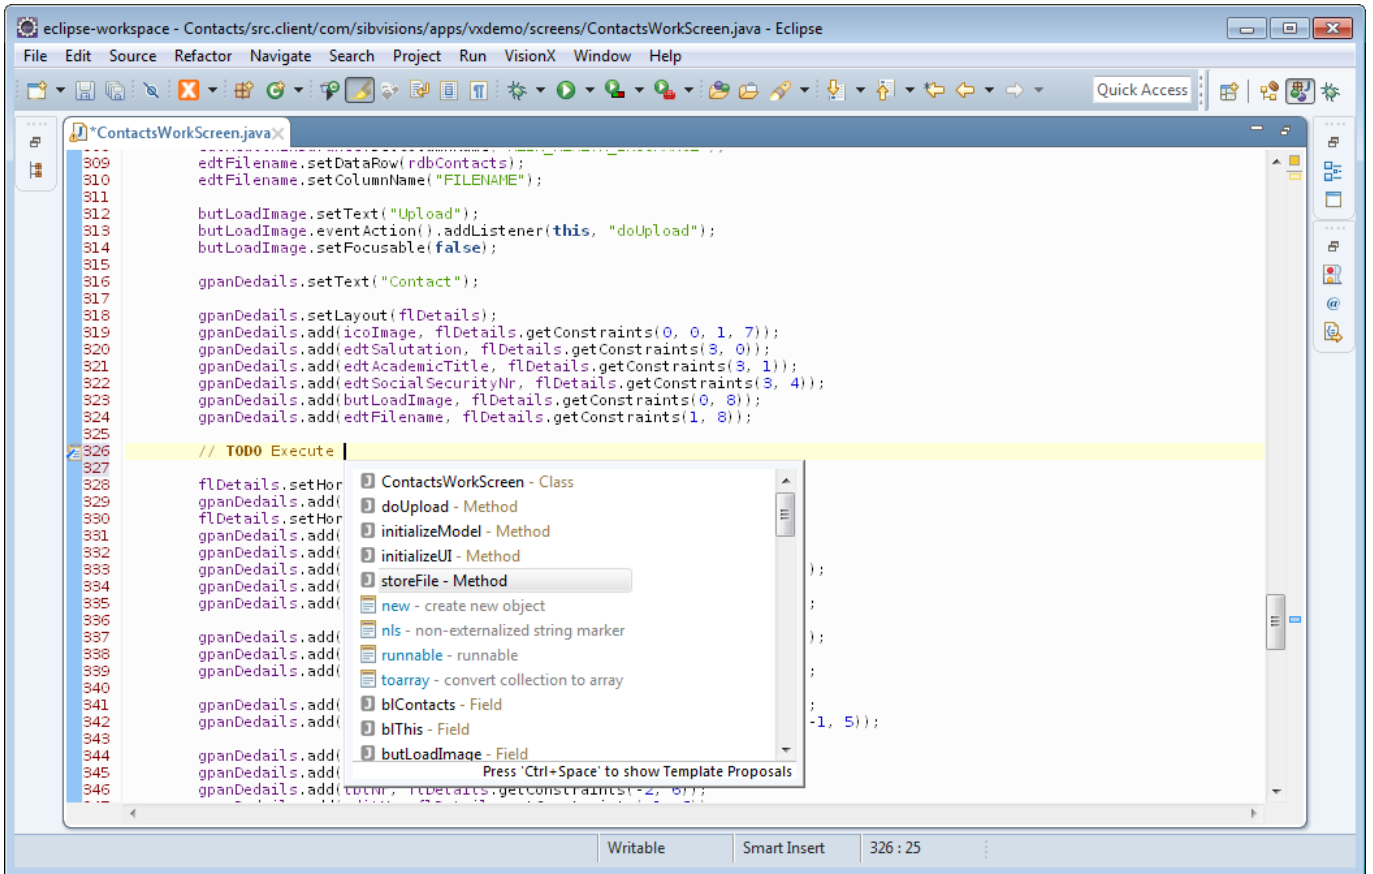 eclipse-workspace - Contacts/src.client/com/sibvisions/apps/vxdemo/screens/ContactsWorkScreen.java - Eclipse
File Edit Source Refactor Navigate Search Project Run VisionX Window Help
Quick Access
*ContactsWorkScreen.java
309 edtFilename.setDataRow(rdbContacts);
310 edtFilename.setColumnName("FILENAME");
311
312 butLoadImage.setText("Upload");
313 butLoadImage.eventAction().addListener(this, "doUpload");
314 butLoadImage.setFocusable(false);
315
316 gpanDedails.setText("Contact");
317
318 gpanDedails.setLayout(flDetails);
319 gpanDedails.add(icoImage, flDetails.getConstraints(0, 0, 1, 7));
320 gpanDedails.add(edtSalutation, flDetails.getConstraints(3, 0));
321 gpanDedails.add(edtAcademicTitle, flDetails.getConstraints(3, 1));
322 gpanDedails.add(edtSocialSecurityNr, flDetails.getConstraints(3, 4));
323 gpanDedails.add(butLoadImage, flDetails.getConstraints(0, 8));
324 gpanDedails.add(edtFilename, flDetails.getConstraints(1, 8));
325
326 // TODO Execute
327
328 flDetails.setHor
329 gpanDedails.add(
330 flDetails.setHor
331 gpanDedails.add(
332 gpanDedails.add(
333 gpanDedails.add( );
334 gpanDedails.add(
335 gpanDedails.add( ;
336
337 gpanDedails.add( );
338 gpanDedails.add(
339 gpanDedails.add( ;
340
341 gpanDedails.add( ;
342 gpanDedails.add( -1, 5));
343
344 gpanDedails.add(
345 gpanDedails.add(
346 gpanDedails.add(lblNr, flDetails.getConstraints(-2, 6));
ContactsWorkScreen - Class
doUpload - Method
initializeModel - Method
initializeUI - Method
storeFile - Method
new - create new object
nls - non-externalized string marker
runnable - runnable
toarray - convert collection to array
blContacts - Field
blThis - Field
butLoadImage - Field
Press 'Ctrl+Space' to show Template Proposals
Writable Smart Insert 326 : 25